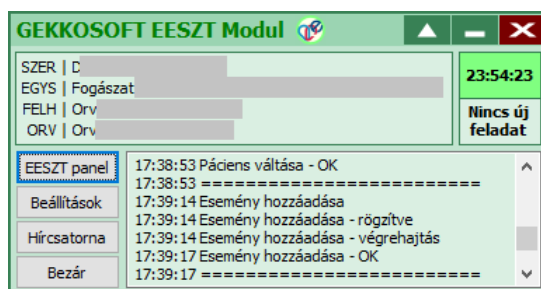 GEKKOSOFT EESZT Modul
SZER | D
EGYS | Fogászat
FELH | Orv
ORV | Orv
23:54:23
Nincs új
feladat
EESZT panel
Beállítások
Hírcsatorna
Bezár
17:38:53 Páciens váltása - OK
17:38:53 =========================
17:39:14 Esemény hozzáadása
17:39:14 Esemény hozzáadása - rögzítve
17:39:14 Esemény hozzáadása - végrehajtás
17:39:17 Esemény hozzáadása - OK
17:39:17 =========================